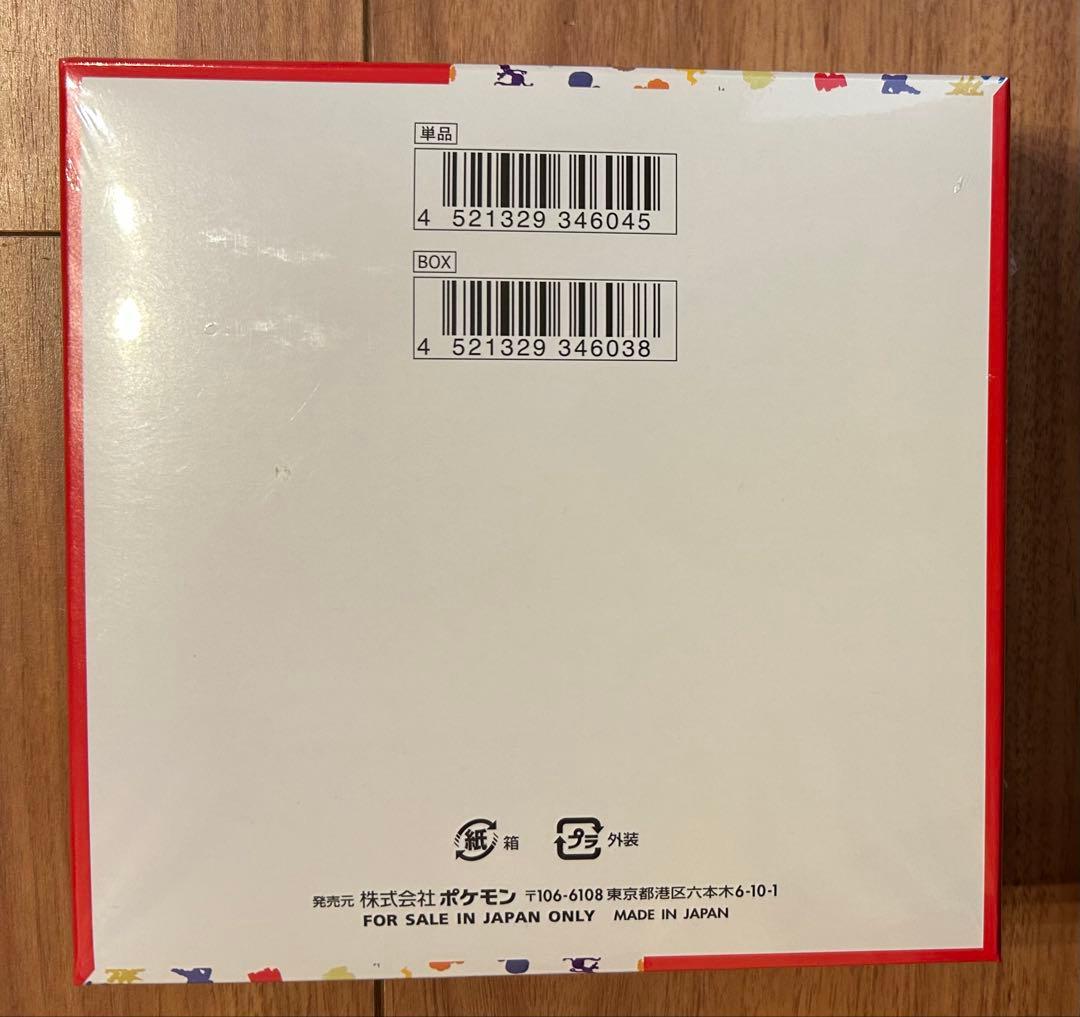 単品
4 521329 346045
BOX
4 521329 346038
紙 箱 プラ 外装
発売元 株式会社ポケモン 〒106-6108 東京都港区六本木6-10-1
FOR SALE IN JAPAN ONLY MADE IN JAPAN